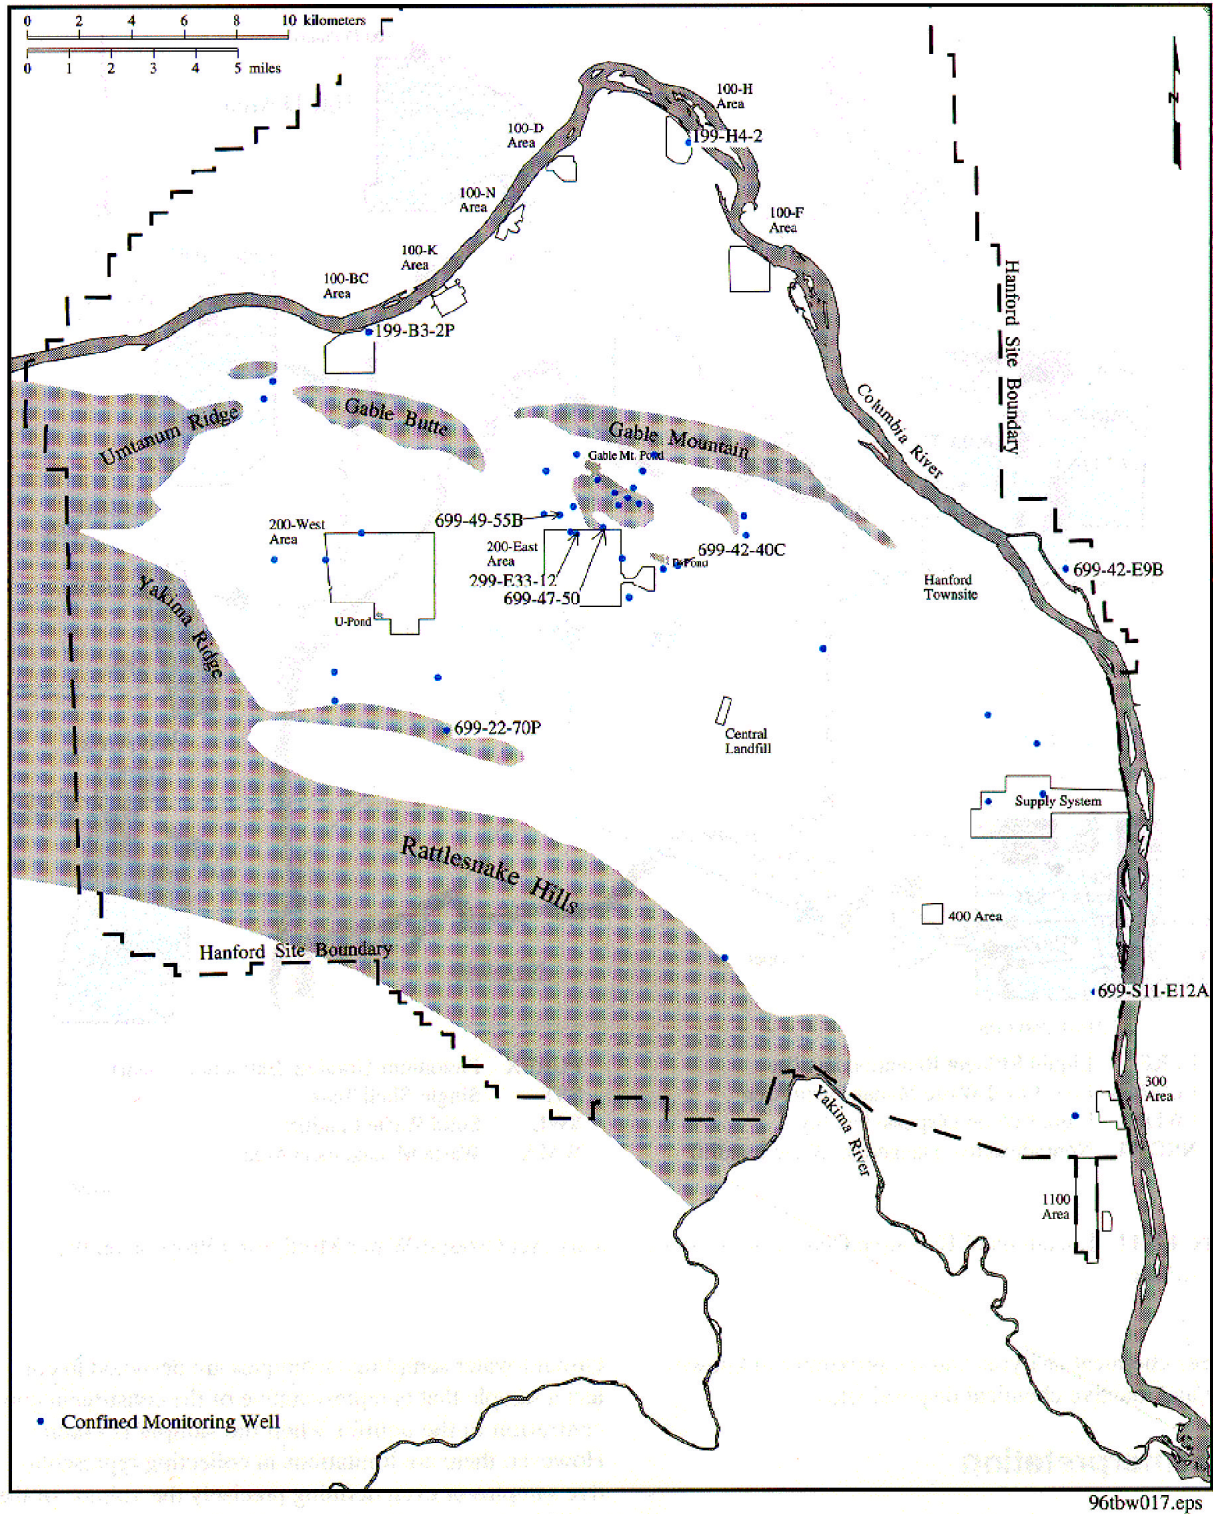 0 2 4 6 8 10 kilometers
0 1 2 3 4 5 miles
N
100-H
Area
199-H4-2
100-D
Area
100-N
Area
100-F
Area
100-K
Area
100-BC
Area
199-B3-2P
Hanford Site Boundary
Columbia River
Umtanum Ridge
Gable Butte
Gable Mountain
Gable Mt. Pond
699-49-55B
200-West
Area
200-East
Area
699-42-40C
B-Pond
299-E33-12
699-47-50
699-42-E9B
Hanford
Townsite
U-Pond
Yakima Ridge
699-22-70P
Central
Landfill
Supply System
Rattlesnake Hills
400 Area
Hanford Site Boundary
699-S11-E12A
300
Area
Yakima River
1100
Area
Confined Monitoring Well
96tbw017.eps